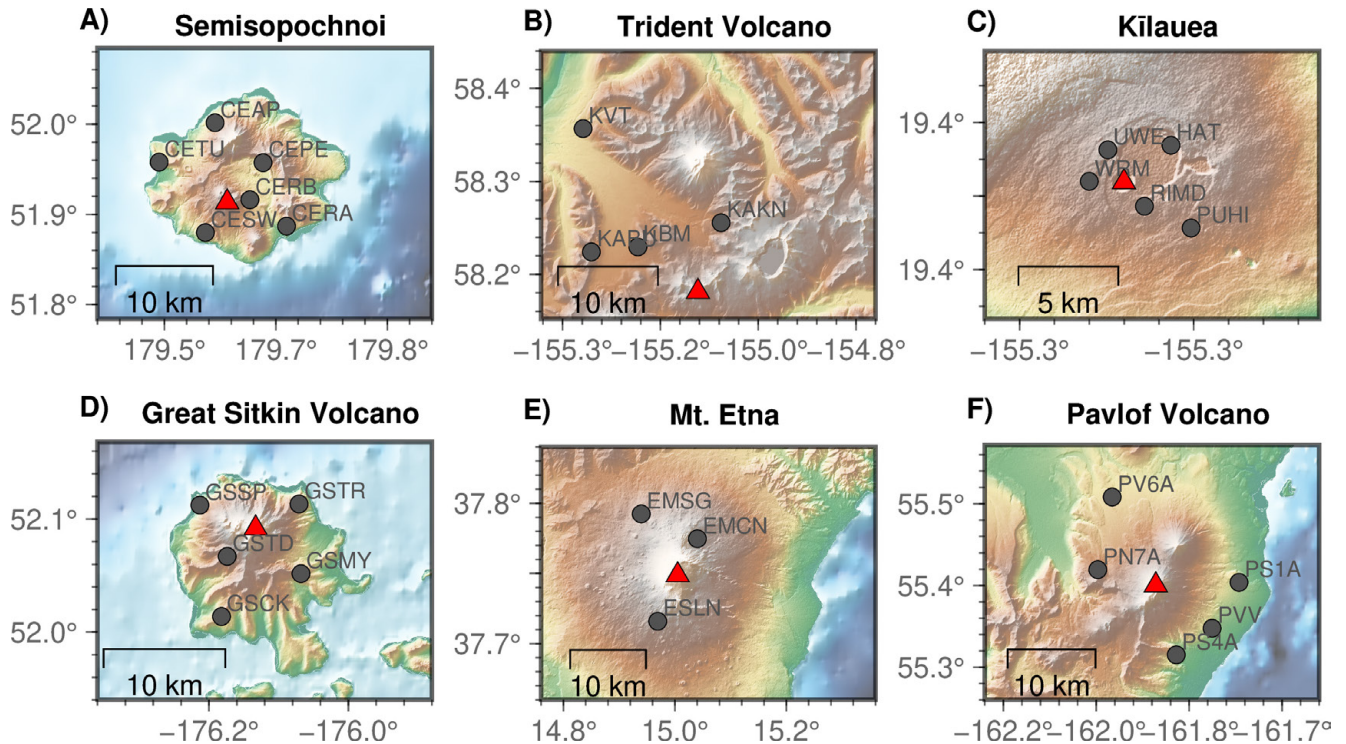 A) Semisopochnoi
CEAP
CETU
CEPE
CERB
CESW
CERA
10 km
52.0°
51.9°
51.8°
179.5° 179.7° 179.8°
B) Trident Volcano
KVT
KAKN
KABU
KBM
10 km
58.4°
58.3°
58.2°
−155.3° −155.2° −155.0° −154.8°
C) Kīlauea
UWE
HAT
WRM
RIMD
PUHI
5 km
19.4°
19.4°
−155.3° −155.3°
D) Great Sitkin Volcano
GSSP
GSTR
GSTD
GSMY
GSCK
10 km
52.1°
52.0°
−176.2° −176.0°
E) Mt. Etna
EMSG
EMCN
ESLN
10 km
37.8°
37.7°
14.8° 15.0° 15.2°
F) Pavlof Volcano
PV6A
PN7A
PS1A
PVV
PS4A
10 km
55.5°
55.4°
55.3°
−162.2° −162.0° −161.8° −161.7°